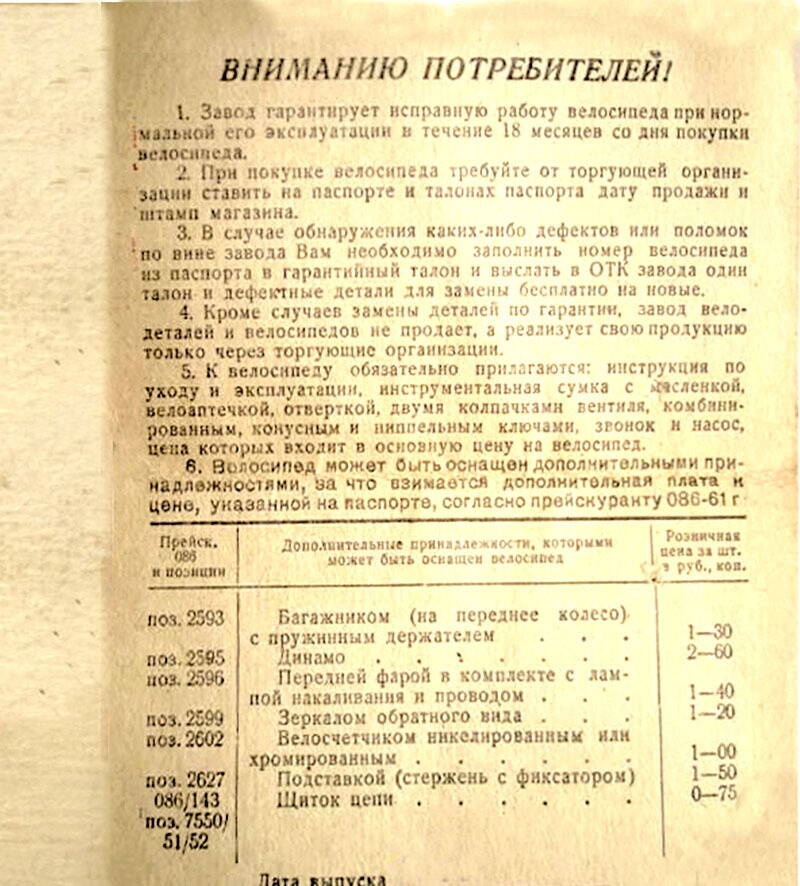 ВНИМАНИЮ ПОТРЕБИТЕЛЕЙ!
1. Завод гарантирует исправную работу велосипеда при нор-
мальной его эксплуатации в течение 18 месяцев со дня покупки
велосипеда.
2. При покупке велосипеда требуйте от торгующей органи-
зации ставить на паспорте и талонах паспорта дату продажи и
штамп магазина.
3. В случае обнаружения каких-либо дефектов или поломок
по вине завода Вам необходимо заполнить номер велосипеда
из паспорта в гарантийный талон и выслать в ОТК завода один
талон и дефектные детали для замены бесплатно на новые.
4. Кроме случаев замены деталей по гарантии, завод вело-
деталей и велосипедов не продает, а реализует свою продукцию
только через торгующие организации.
5. К велосипеду обязательно прилагаются: инструкция по
уходу и эксплуатации, инструментальная сумка с масленкой,
велоаптечкой, отверткой, двумя колпачками вентиля, комбини-
рованным, конусным и ниппельным ключами, звонок и насос,
цена которых входит в основную цену на велосипед.
6. Велосипед может быть оснащен дополнительными при-
надлежностями, за что взимается дополнительная плата к
цене, указанной на паспорте, согласно прейскуранту 086-61 г
Прейск. 086 и позиции
Дополнительные принадлежности, которыми может быть оснащен велосипед
Розничная цена за шт. в руб., коп.
поз. 2593 Багажником (на переднее колесо)
с пружинным держателем . . . 1—30
поз. 2595 Динамо . . . . . . . 2—60
поз. 2596 Передней фарой в комплекте с лам-
пой накаливания и проводом . . . 1—40
поз. 2599 Зеркалом обратного вида . . . 1—20
поз. 2602 Велосчетчиком никелированным или
хромированным . . . . . . 1—00
поз. 2627 Подставкой (стержень с фиксатором) 1—50
086/143 Щиток цепи . . . . . . 0—75
поз. 7550/
51/52
Дата выпуска